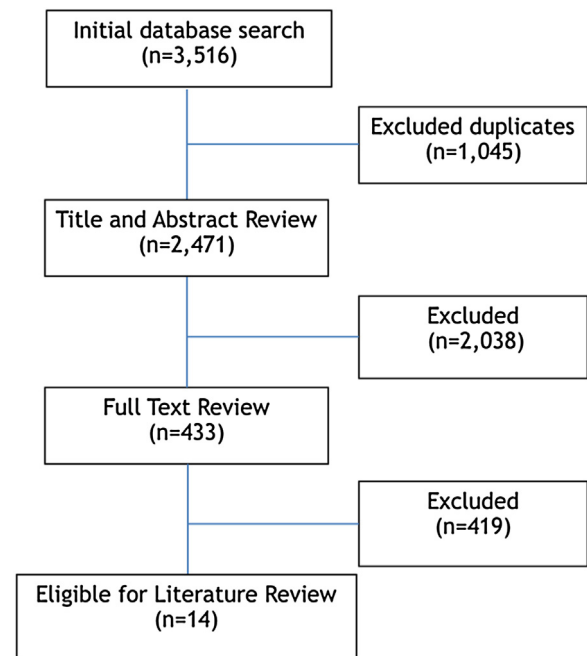 Initial database search
(n=3,516)
Excluded duplicates
(n=1,045)
Title and Abstract Review
(n=2,471)
Excluded
(n=2,038)
Full Text Review
(n=433)
Excluded
(n=419)
Eligible for Literature Review
(n=14)